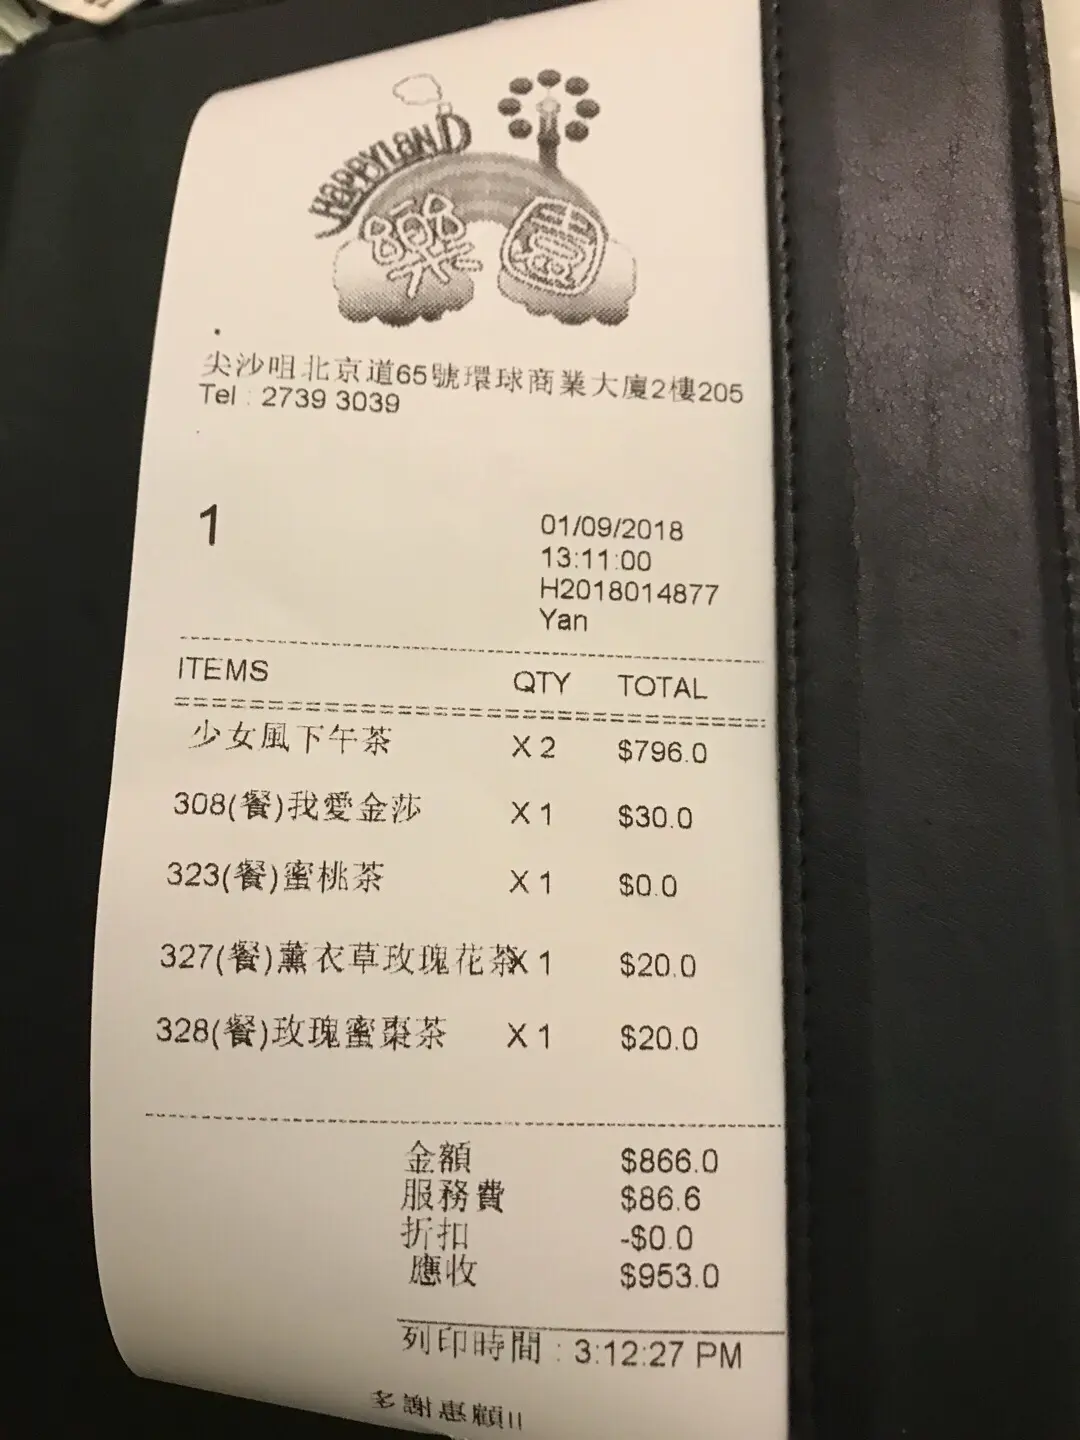 HAPPYLAND
樂園
尖沙咀北京道65號環球商業大廈2樓205
Tel : 2739 3039
1
01/09/2018
13:11:00
H2018014877
Yan
ITEMS QTY TOTAL
少女風下午茶 X 2 $796.0
308(餐)我愛金莎 X 1 $30.0
323(餐)蜜桃茶 X 1 $0.0
327(餐)薰衣草玫瑰花茶 X 1 $20.0
328(餐)玫瑰蜜棗茶 X 1 $20.0
金額 $866.0
服務費 $86.6
折扣 -$0.0
應收 $953.0
列印時間 : 3:12:27 PM
多謝惠顧!!